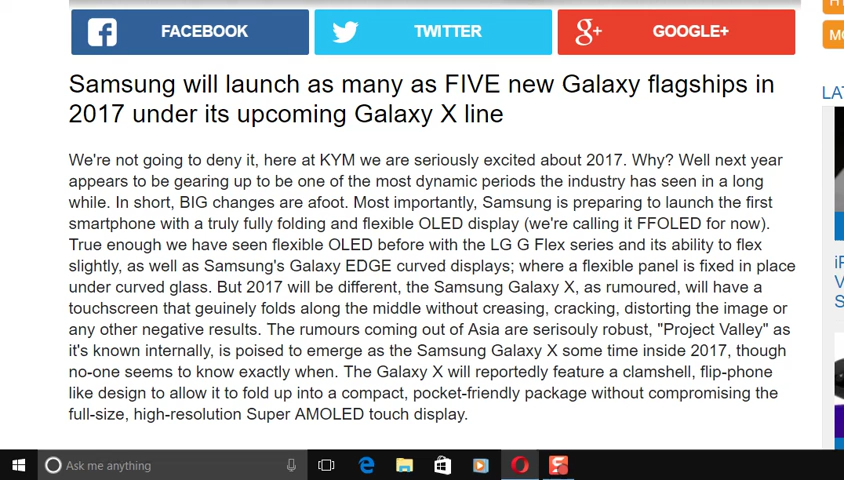 FACEBOOK
TWITTER
GOOGLE+
Samsung will launch as many as FIVE new Galaxy flagships in
2017 under its upcoming Galaxy X line
We're not going to deny it, here at KYM we are seriously excited about 2017. Why? Well next year
appears to be gearing up to be one of the most dynamic periods the industry has seen in a long
while. In short, BIG changes are afoot. Most importantly, Samsung is preparing to launch the first
smartphone with a truly fully folding and flexible OLED display (we're calling it FFOLED for now).
True enough we have seen flexible OLED before with the LG G Flex series and its ability to flex
slightly, as well as Samsung's Galaxy EDGE curved displays; where a flexible panel is fixed in place
under curved glass. But 2017 will be different, the Samsung Galaxy X, as rumoured, will have a
touchscreen that geuinely folds along the middle without creasing, cracking, distorting the image or
any other negative results. The rumours coming out of Asia are serisouly robust, "Project Valley" as
it's known internally, is poised to emerge as the Samsung Galaxy X some time inside 2017, though
no-one seems to know exactly when. The Galaxy X will reportedly feature a clamshell, flip-phone
like design to allow it to fold up into a compact, pocket-friendly package without compromising the
full-size, high-resolution Super AMOLED touch display.
Ask me anything